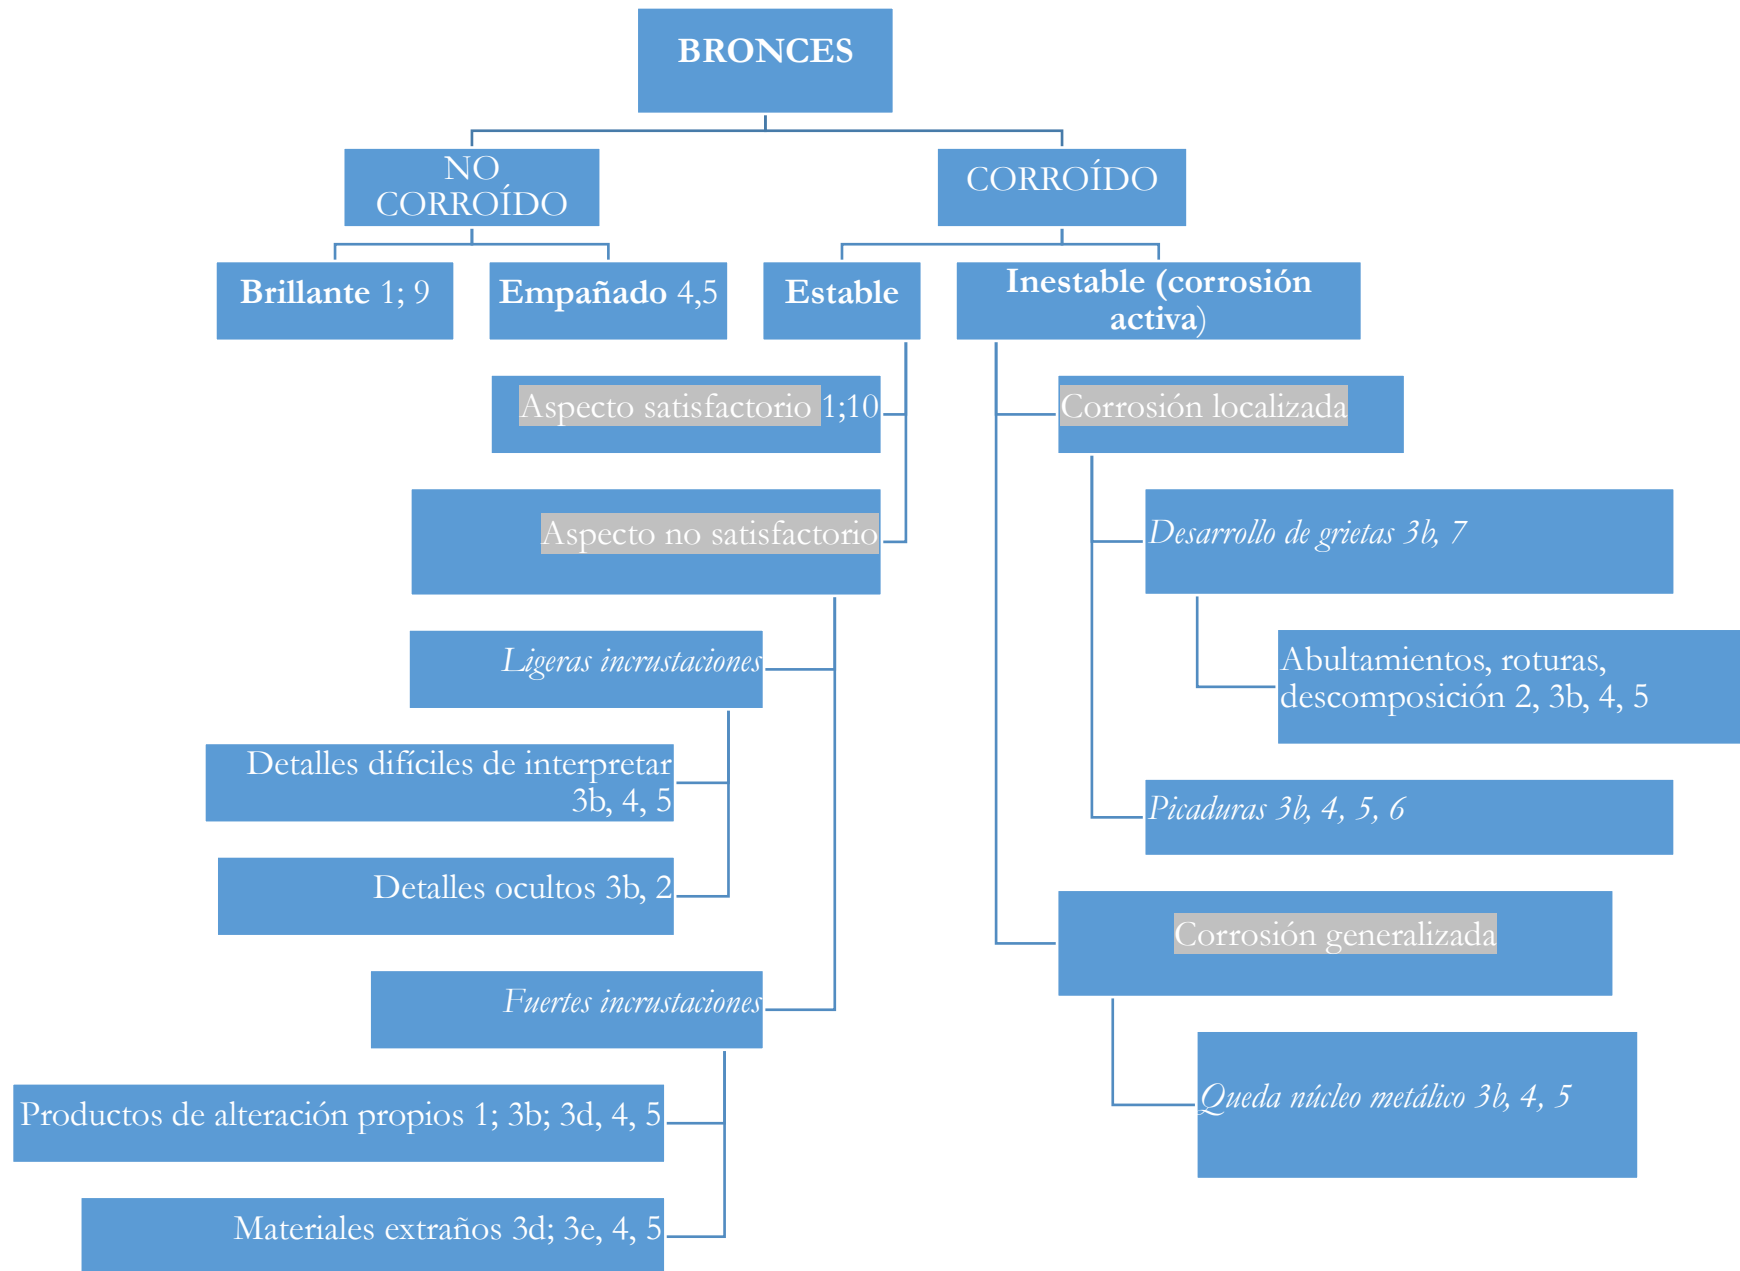 BRONCES
NO
CORROÍDO
CORROÍDO
Brillante 1; 9
Empañado 4,5
Estable
Inestable (corrosión
activa)
Aspecto satisfactorio 1;10
Aspecto no satisfactorio
Ligeras incrustaciones
Detalles difíciles de interpretar
3b, 4, 5
Detalles ocultos 3b, 2
Fuertes incrustaciones
Productos de alteración propios 1; 3b; 3d, 4, 5
Materiales extraños 3d; 3e, 4, 5
Corrosión localizada
Desarrollo de grietas 3b, 7
Abultamientos, roturas,
descomposición 2, 3b, 4, 5
Picaduras 3b, 4, 5, 6
Corrosión generalizada
Queda núcleo metálico 3b, 4, 5